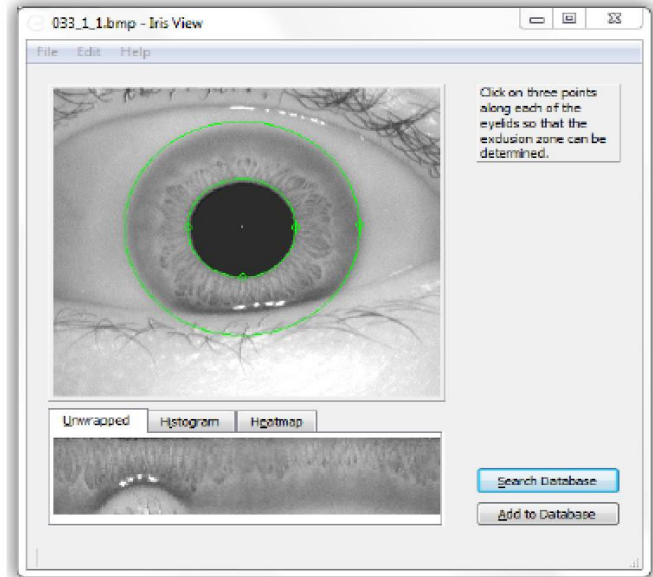 033_1_1.bmp - Iris View
File Edit Help
Click on three points
along each of the
eyelids so that the
exclusion zone can be
determined.
Unwrapped Histogram Heatmap
Search Database
Add to Database